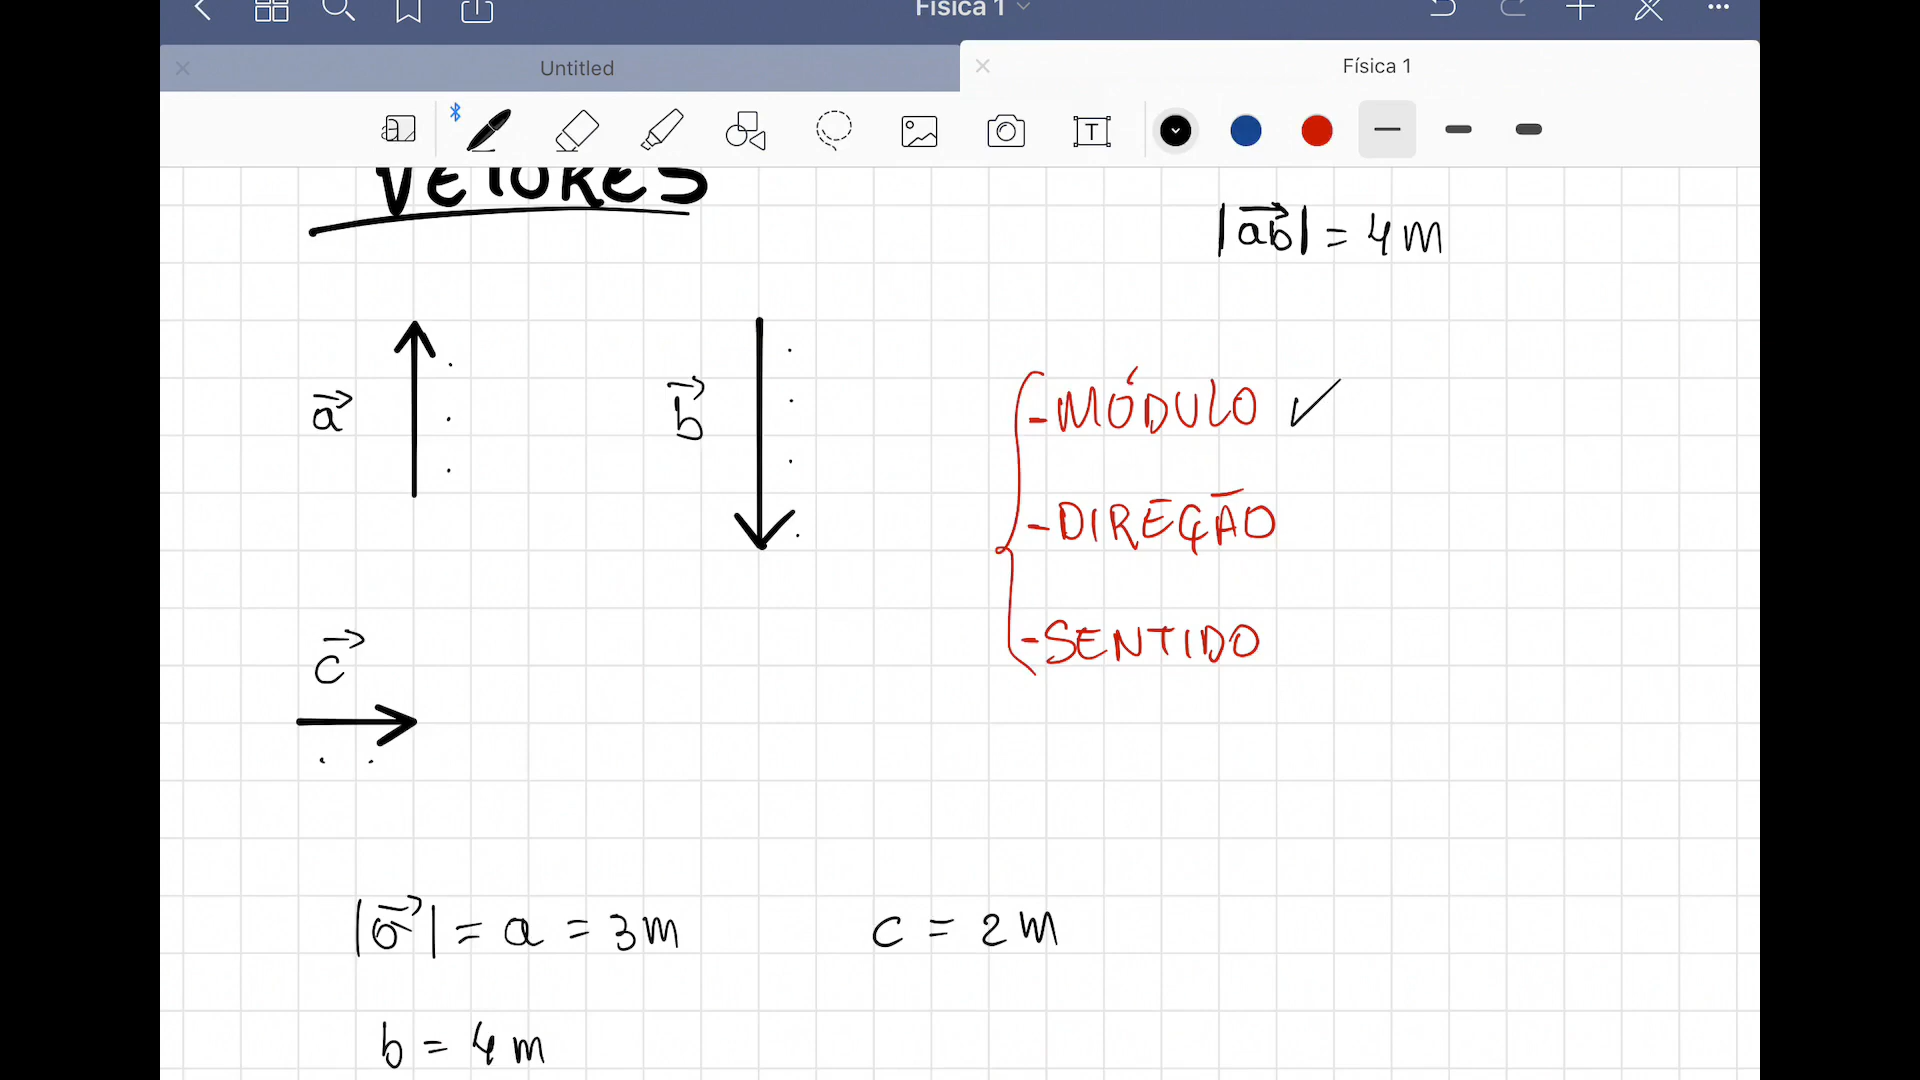 Física 1
Untitled
Física 1
VETORES
|ab| = 4m
a
b
- MÓDULO ✓
- DIREÇÃO
- SENTIDO
c
|a| = a = 3m
c = 2m
b = 4m